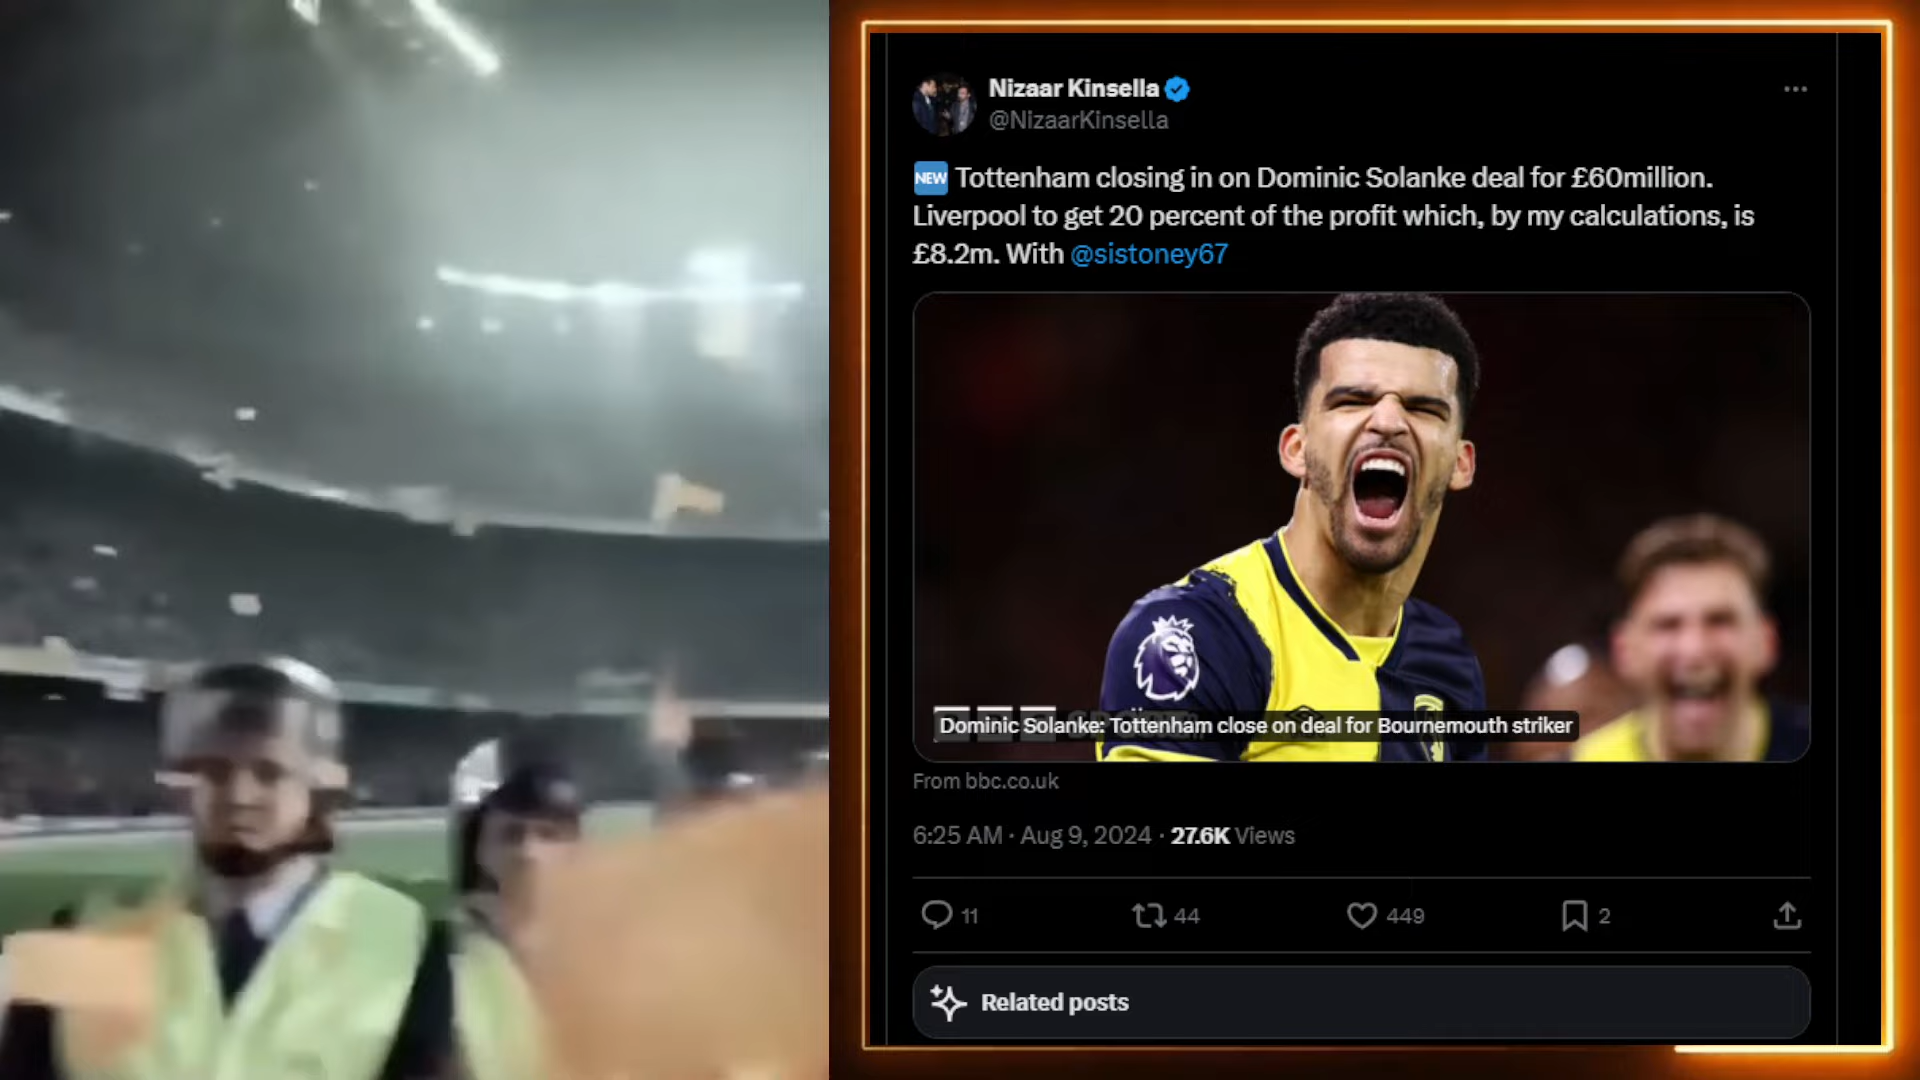 Nizaar Kinsella
@NizaarKinsella
NEW Tottenham closing in on Dominic Solanke deal for £60million.
Liverpool to get 20 percent of the profit which, by my calculations, is
£8.2m. With @sistoney67
Dominic Solanke: Tottenham close on deal for Bournemouth striker
From bbc.co.uk
6:25 AM · Aug 9, 2024 · 27.6K Views
11 44 449 2
Related posts